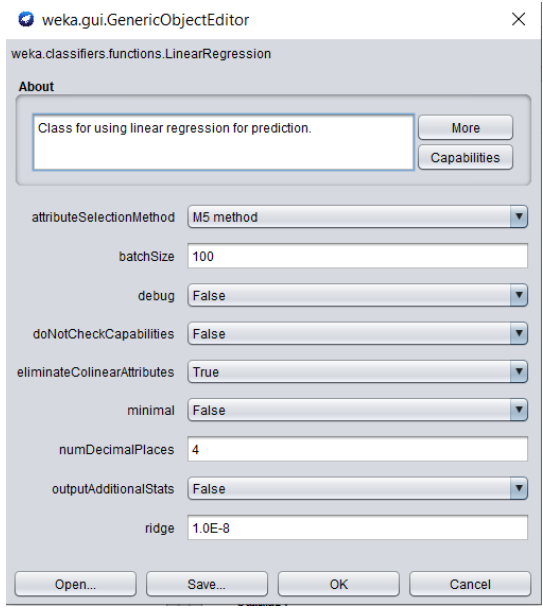 weka.gui.GenericObjectEditor
weka.classifiers.functions.LinearRegression
About
Class for using linear regression for prediction.
More
Capabilities
attributeSelectionMethod M5 method
batchSize 100
debug False
doNotCheckCapabilities False
eliminateColinearAttributes True
minimal False
numDecimalPlaces 4
outputAdditionalStats False
ridge 1.0E-8
Open... Save... OK Cancel